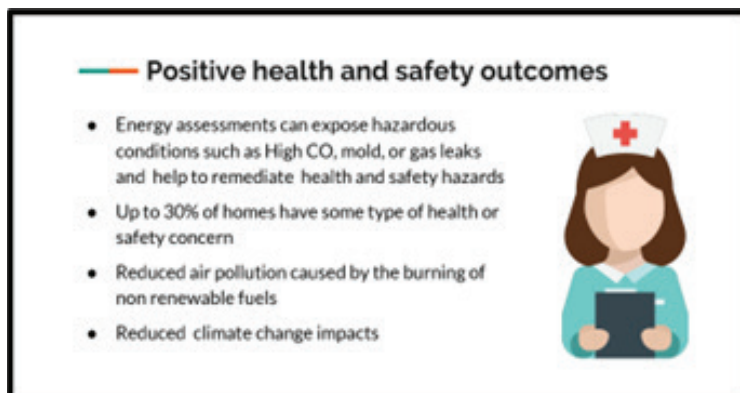 Positive health and safety outcomes
● Energy assessments can expose hazardous
conditions such as High CO, mold, or gas leaks
and help to remediate health and safety hazards
● Up to 30% of homes have some type of health or
safety concern
● Reduced air pollution caused by the burning of
non renewable fuels
● Reduced climate change impacts